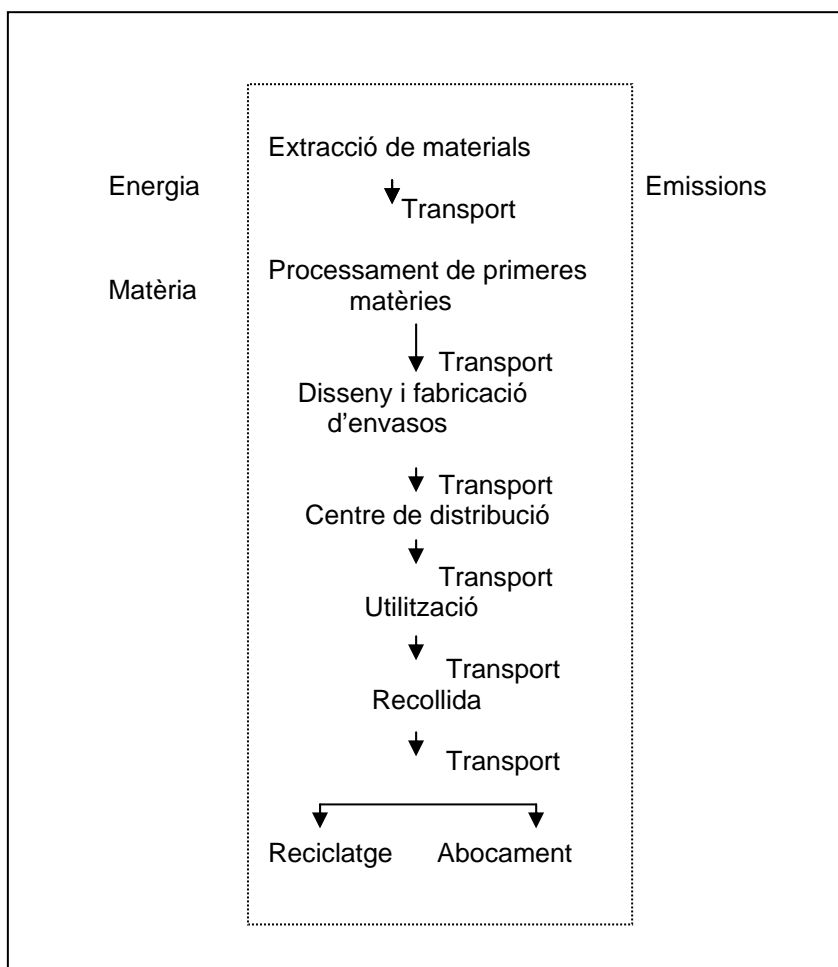 Extracció de materials
Energia
Emissions
Transport
Processament de primeres
matèries
Matèria
Transport
Disseny i fabricació
d'envasos
Transport
Centre de distribució
Transport
Utilització
Transport
Recollida
Transport
Reciclatge Abocament